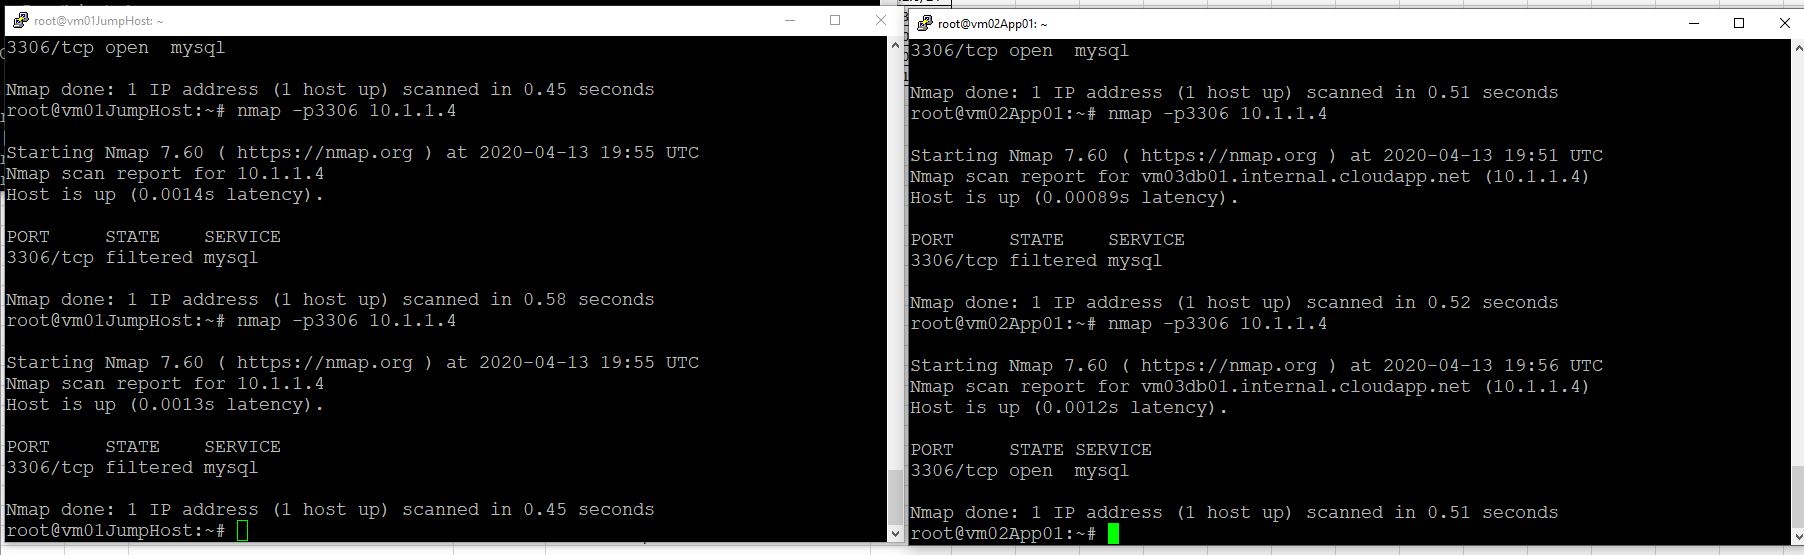 root@vm01JumpHost: ~
3306/tcp open  mysql
Nmap done: 1 IP address (1 host up) scanned in 0.45 seconds
root@vm01JumpHost:~# nmap -p3306 10.1.1.4
Starting Nmap 7.60 ( https://nmap.org ) at 2020-04-13 19:55 UTC
Nmap scan report for 10.1.1.4
Host is up (0.0014s latency).
PORT     STATE    SERVICE
3306/tcp filtered mysql
Nmap done: 1 IP address (1 host up) scanned in 0.58 seconds
root@vm01JumpHost:~# nmap -p3306 10.1.1.4
Starting Nmap 7.60 ( https://nmap.org ) at 2020-04-13 19:55 UTC
Nmap scan report for 10.1.1.4
Host is up (0.0013s latency).
PORT     STATE    SERVICE
3306/tcp filtered mysql
Nmap done: 1 IP address (1 host up) scanned in 0.45 seconds
root@vm01JumpHost:~#
root@vm02App01: ~
3306/tcp open  mysql
Nmap done: 1 IP address (1 host up) scanned in 0.51 seconds
root@vm02App01:~# nmap -p3306 10.1.1.4
Starting Nmap 7.60 ( https://nmap.org ) at 2020-04-13 19:51 UTC
Nmap scan report for vm03db01.internal.cloudapp.net (10.1.1.4)
Host is up (0.00089s latency).
PORT     STATE    SERVICE
3306/tcp filtered mysql
Nmap done: 1 IP address (1 host up) scanned in 0.52 seconds
root@vm02App01:~# nmap -p3306 10.1.1.4
Starting Nmap 7.60 ( https://nmap.org ) at 2020-04-13 19:56 UTC
Nmap scan report for vm03db01.internal.cloudapp.net (10.1.1.4)
Host is up (0.0012s latency).
PORT     STATE SERVICE
3306/tcp open  mysql
Nmap done: 1 IP address (1 host up) scanned in 0.51 seconds
root@vm02App01:~#